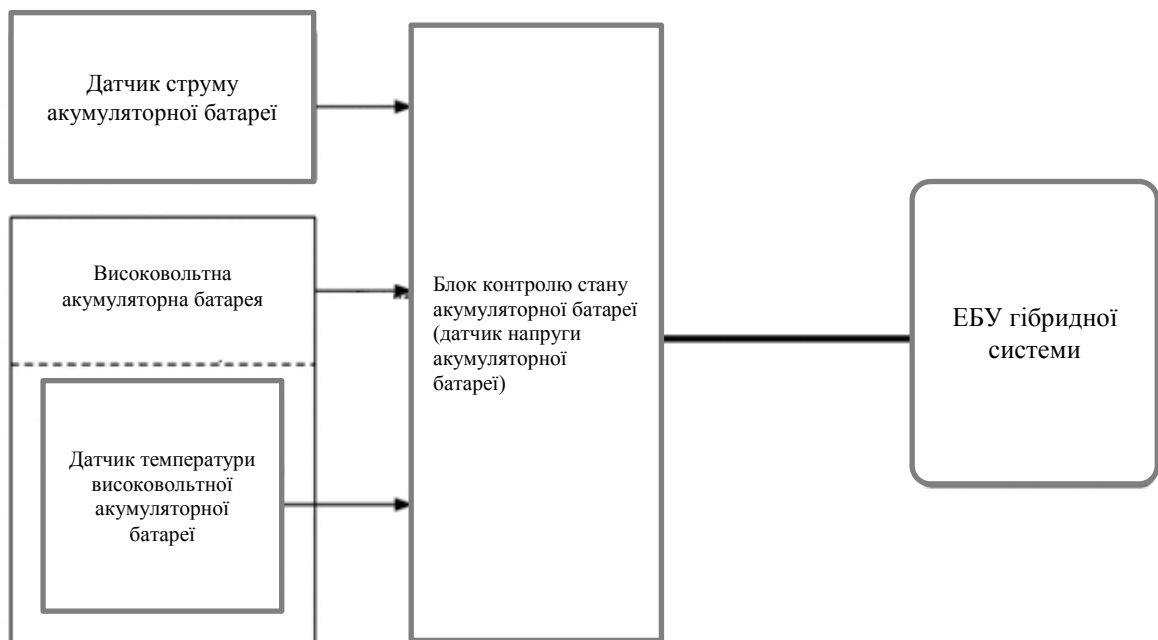 Датчик струму
акумуляторної батареї
Високовольтна
акумуляторна батарея
Датчик температури
високовольтної
акумуляторної
батареї
Блок контролю стану
акумуляторної батареї
(датчик напруги
акумуляторної
батареї)
ЕБУ гібридної
системи